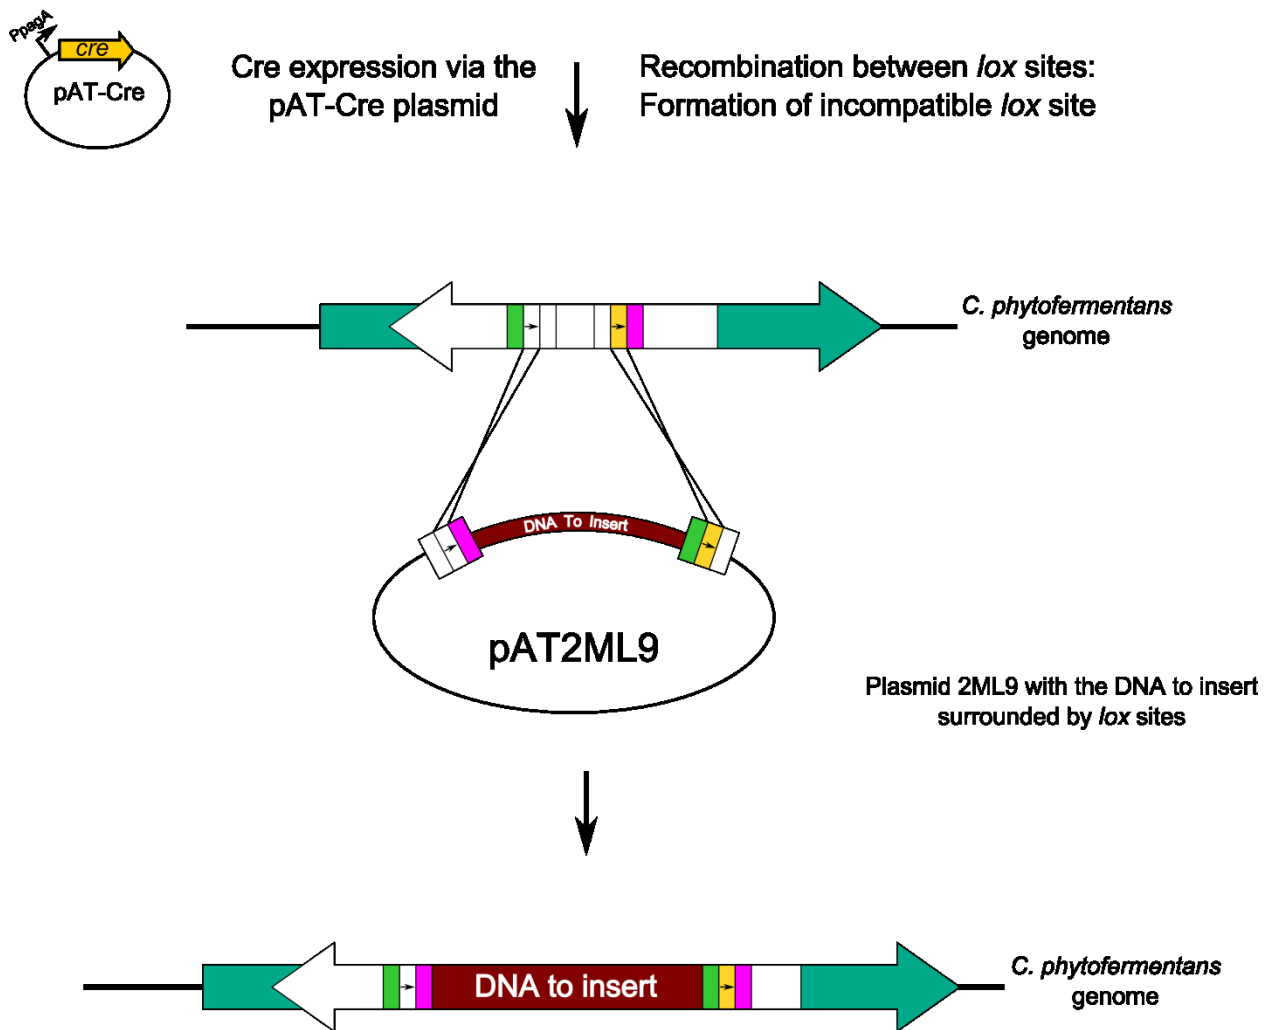 PpagA
cre
pAT-Cre
Cre expression via the
pAT-Cre plasmid
Recombination between lox sites:
Formation of incompatible lox site
C. phytofermentans
genome
DNA To Insert
pAT2ML9
Plasmid 2ML9 with the DNA to insert
surrounded by lox sites
DNA to insert
C. phytofermentans
genome